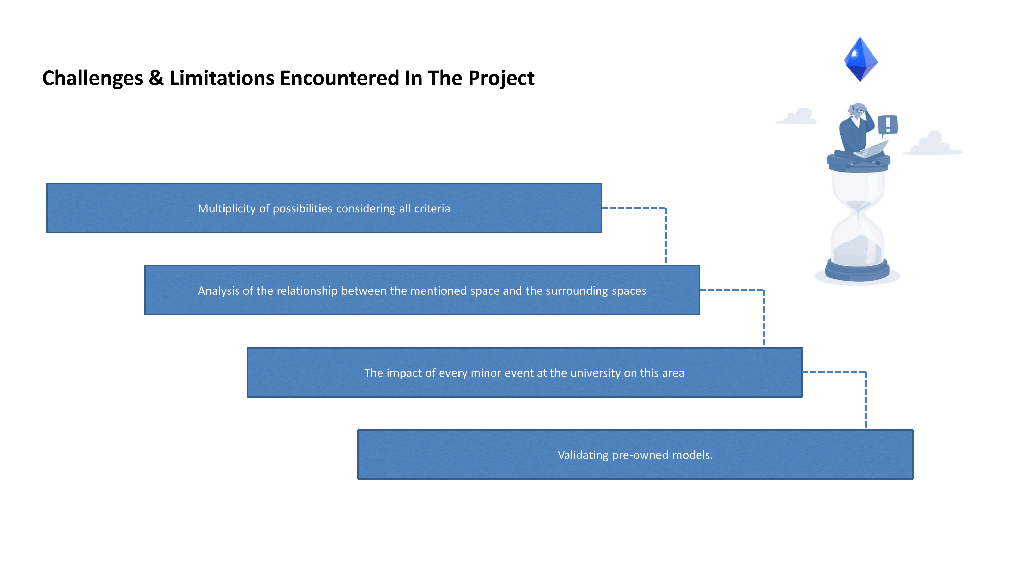 Challenges & Limitations Encountered In The Project
!
Multiplicity of possibilities considering all criteria
Analysis of the relationship between the mentioned space and the surrounding spaces
The impact of every minor event at the university on this area
Validating pre-owned models.